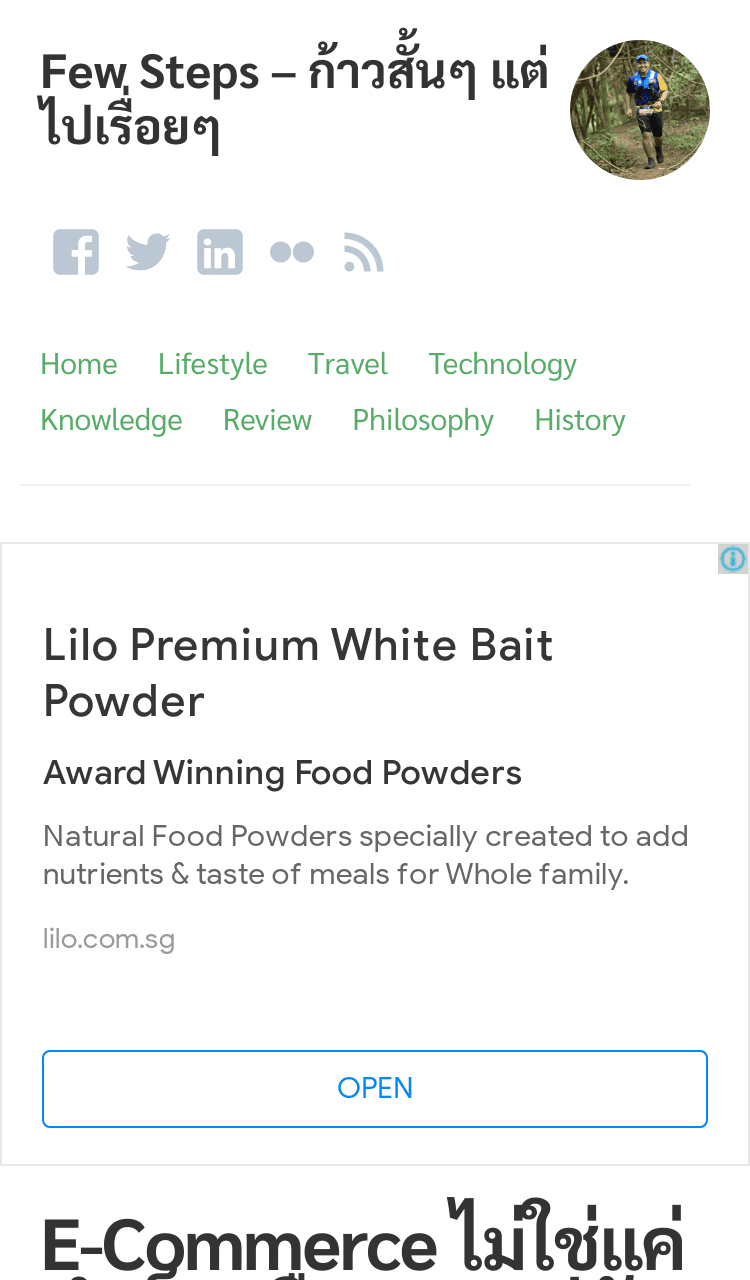 Few Steps – ก้าวสั้นๆ แต่
ไปเรื่อยๆ
Home Lifestyle Travel Technology
Knowledge Review Philosophy History
Lilo Premium White Bait
Powder
Award Winning Food Powders
Natural Food Powders specially created to add
nutrients & taste of meals for Whole family.
lilo.com.sg
OPEN
E-Commerce ไม่ใช่แค่